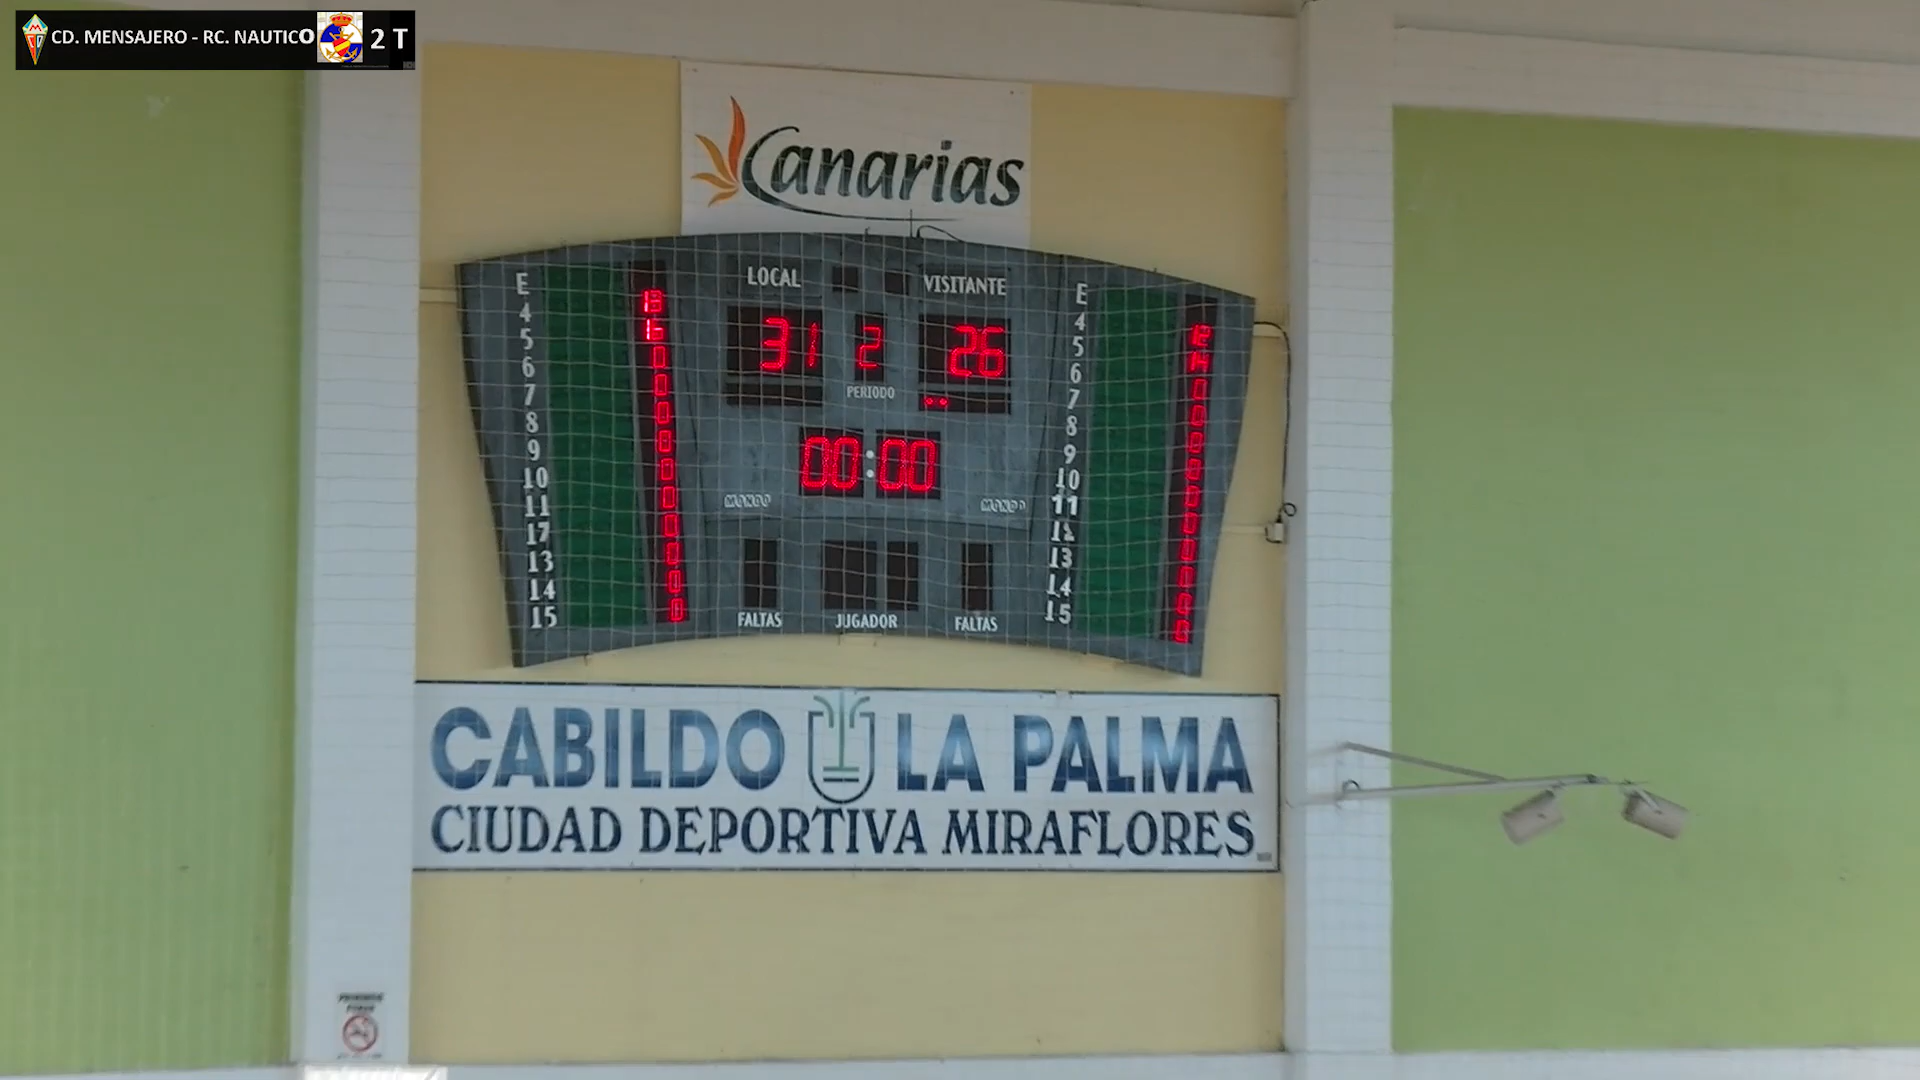 CD. MENSAJERO - RC. NAUTICO 2 T
Canarias
LOCAL
VISITANTE
31 2 26
PERIODO
00:00
MONDO
MONDO
FALTAS
JUGADOR
FALTAS
E
4
5
6
7
8
9
10
11
17
13
14
15
E
4
5
6
7
8
9
10
11
12
13
14
15
CABILDO LA PALMA
CIUDAD DEPORTIVA MIRAFLORES